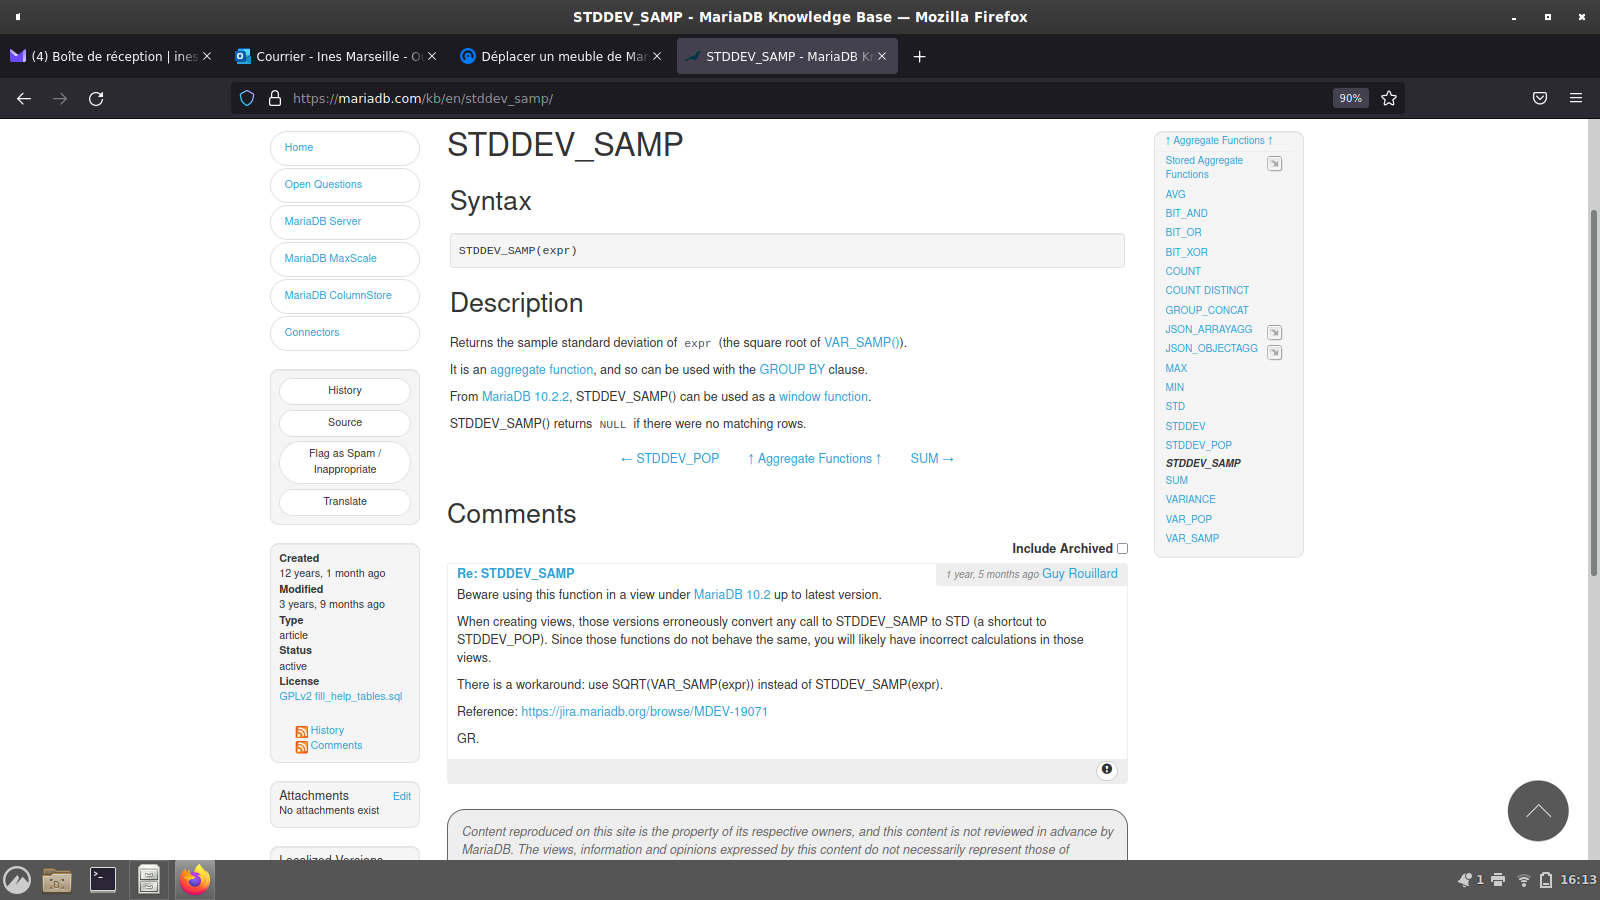 STDDEV_SAMP - MariaDB Knowledge Base — Mozilla Firefox
(4) Boîte de réception | ines
Courrier - Ines Marseille - O
Déplacer un meuble de Mar
STDDEV_SAMP - MariaDB Kn
https://mariadb.com/kb/en/stddev_samp/
90%
Home
Open Questions
MariaDB Server
MariaDB MaxScale
MariaDB ColumnStore
Connectors
History
Source
Flag as Spam /
Inappropriate
Translate
Created
12 years, 1 month ago
Modified
3 years, 9 months ago
Type
article
Status
active
License
GPLv2 fill_help_tables.sql
History
Comments
Attachments Edit
No attachments exist
Localized Versions
STDDEV_SAMP
Syntax
STDDEV_SAMP(expr)
Description
Returns the sample standard deviation of expr (the square root of VAR_SAMP()).
It is an aggregate function, and so can be used with the GROUP BY clause.
From MariaDB 10.2.2, STDDEV_SAMP() can be used as a window function.
STDDEV_SAMP() returns NULL if there were no matching rows.
← STDDEV_POP ↑ Aggregate Functions ↑ SUM →
Comments
Include Archived
Re: STDDEV_SAMP
1 year, 5 months ago Guy Rouillard
Beware using this function in a view under MariaDB 10.2 up to latest version.
When creating views, those versions erroneously convert any call to STDDEV_SAMP to STD (a shortcut to
STDDEV_POP). Since those functions do not behave the same, you will likely have incorrect calculations in those
views.
There is a workaround: use SQRT(VAR_SAMP(expr)) instead of STDDEV_SAMP(expr).
Reference: https://jira.mariadb.org/browse/MDEV-19071
GR.
Content reproduced on this site is the property of its respective owners, and this content is not reviewed in advance by
MariaDB. The views, information and opinions expressed by this content do not necessarily represent those of
↑ Aggregate Functions ↑
Stored Aggregate
Functions
AVG
BIT_AND
BIT_OR
BIT_XOR
COUNT
COUNT DISTINCT
GROUP_CONCAT
JSON_ARRAYAGG
JSON_OBJECTAGG
MAX
MIN
STD
STDDEV
STDDEV_POP
STDDEV_SAMP
SUM
VARIANCE
VAR_POP
VAR_SAMP
1
16:13